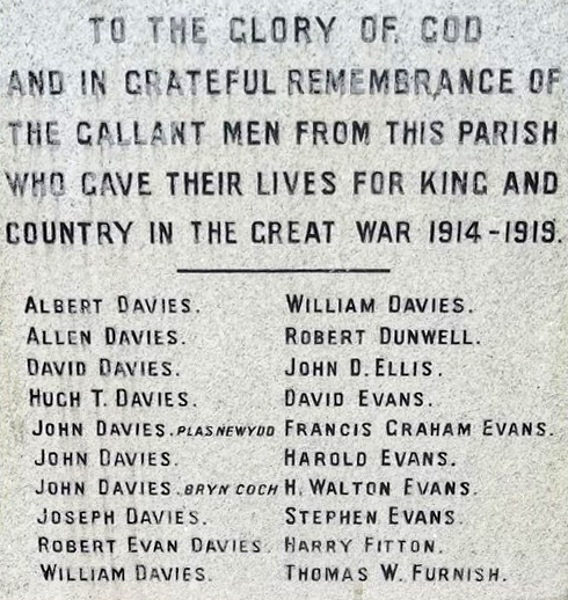 TO THE GLORY OF GOD
AND IN GRATEFUL REMEMBRANCE OF
THE GALLANT MEN FROM THIS PARISH
WHO GAVE THEIR LIVES FOR KING AND
COUNTRY IN THE GREAT WAR 1914-1919.
ALBERT DAVIES.
ALLEN DAVIES.
DAVID DAVIES.
HUGH T. DAVIES.
JOHN DAVIES. PLASNEWYDD
JOHN DAVIES.
JOHN DAVIES. BRYN COCH
JOSEPH DAVIES.
ROBERT EVAN DAVIES.
WILLIAM DAVIES.
WILLIAM DAVIES.
ROBERT DUNWELL.
JOHN D. ELLIS.
DAVID EVANS.
FRANCIS GRAHAM EVANS.
HAROLD EVANS.
H. WALTON EVANS.
STEPHEN EVANS.
HARRY FITTON.
THOMAS W. FURNISH.